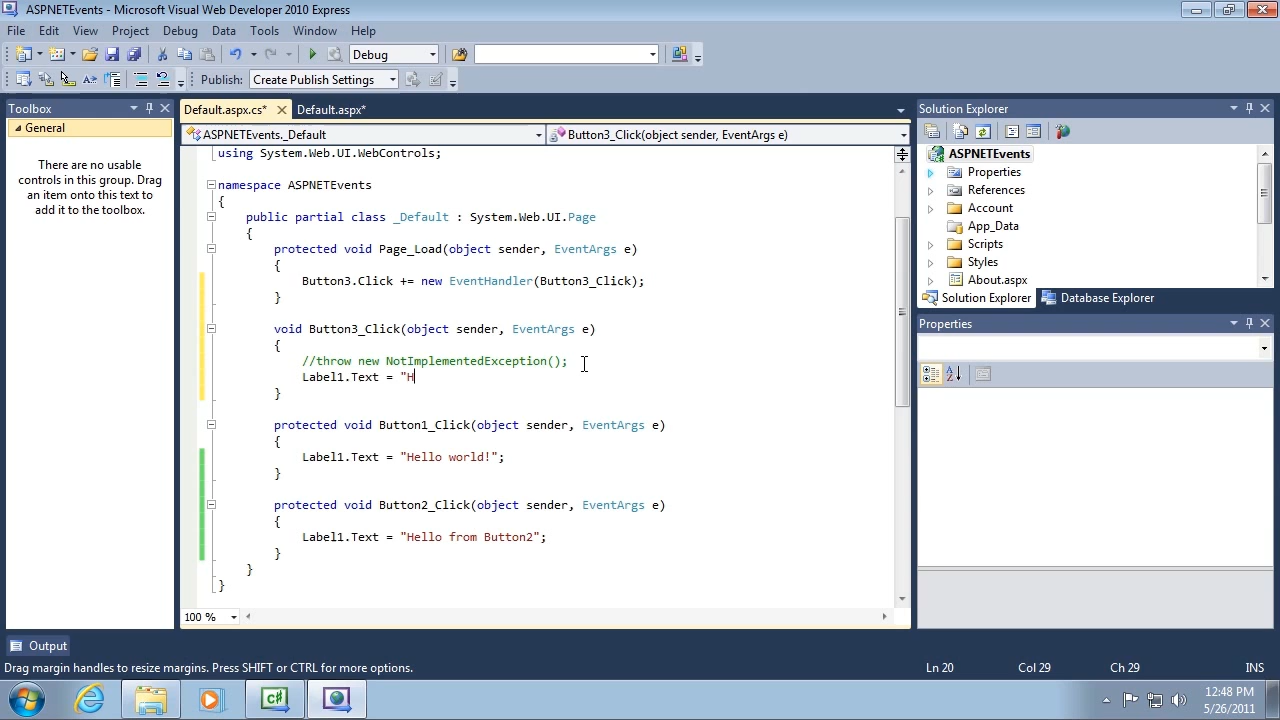 ASPNETEvents - Microsoft Visual Web Developer 2010 Express
File Edit View Project Debug Tools Window Help
Debug
Publish: Create Publish Settings
Toolbox
General
There are no usable
controls in this group. Drag
an item onto this text to
add it to the toolbox.
Default.aspx.cs* Default.aspx*
ASPNETEvents._Default Button3_Click(object sender, EventArgs e)
using System.Web.UI.WebControls;
namespace ASPNETEvents
{
public partial class _Default : System.Web.UI.Page
{
protected void Page_Load(object sender, EventArgs e)
{
Button3.Click += new EventHandler(Button3_Click);
}
void Button3_Click(object sender, EventArgs e)
{
//throw new NotImplementedException();
Label1.Text = "H
}
protected void Button1_Click(object sender, EventArgs e)
{
Label1.Text = "Hello world!";
}
protected void Button2_Click(object sender, EventArgs e)
{
Label1.Text = "Hello from Button2";
}
}
}
100 %
Solution Explorer
ASPNETEvents
Properties
References
Account
App_Data
Scripts
Styles
About.aspx
Solution Explorer Database Explorer
Properties
Output
Drag margin handles to resize margins. Press SHIFT or CTRL for more options. Ln 20 Col 29 Ch 29 INS
12:48 PM
5/26/2011